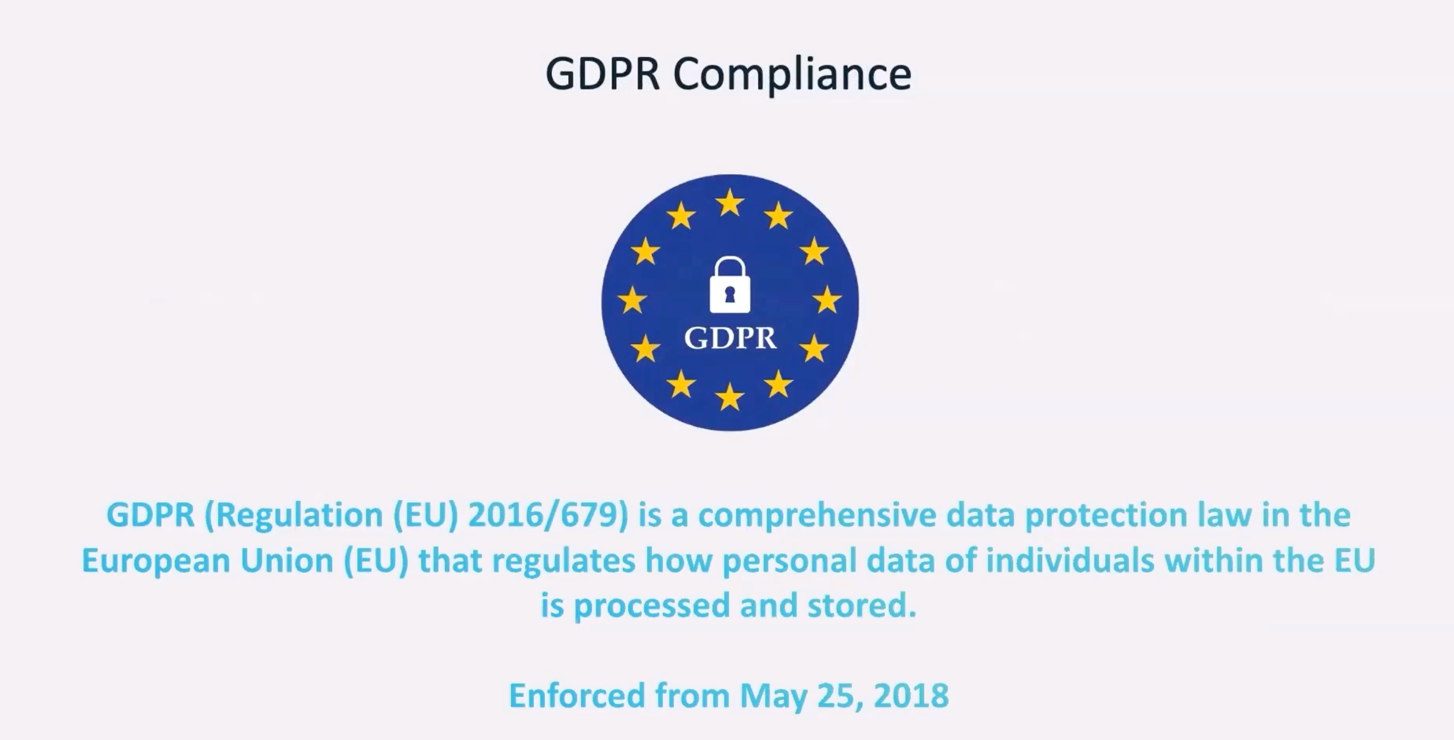 GDPR Compliance
GDPR
GDPR (Regulation (EU) 2016/679) is a comprehensive data protection law in the
European Union (EU) that regulates how personal data of individuals within the EU
is processed and stored.
Enforced from May 25, 2018